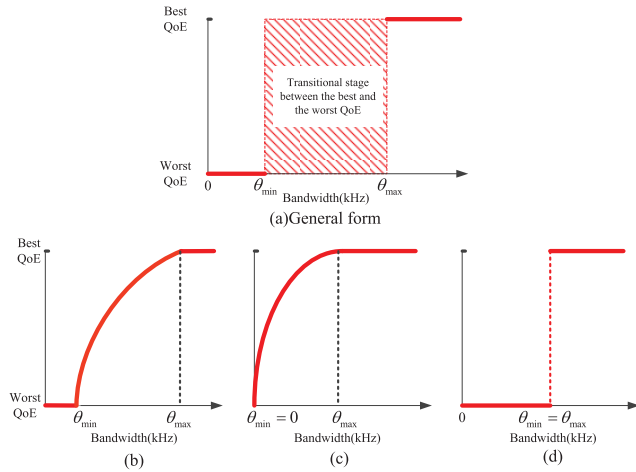 Best
QoE
Transitional stage
between the best and
the worst QoE
Worst
QoE
0
θmin
Bandwidth(kHz)
θmax
(a)General form
Best
QoE
Worst
QoE
θmin
θmax
Bandwidth(kHz)
(b)
θmin = 0
θmax
Bandwidth(kHz)
(c)
0
θmin = θmax
Bandwidth(kHz)
(d)